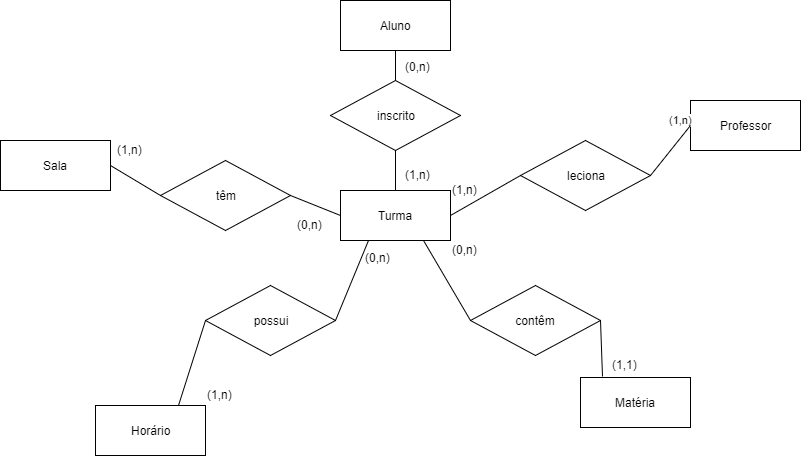 Aluno
(0,n)
inscrito
(1,n)
Professor
(1,n)
leciona
(1,n)
Sala
(1,n)
têm
(0,n)
Turma
(0,n)
possui
(1,n)
Horário
(0,n)
contêm
(1,1)
Matéria